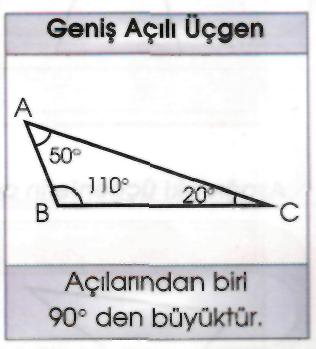 Geniş Açılı Üçgen
A
50°
110°
20°
B
C
Açılarından biri
90° den büyüktür.